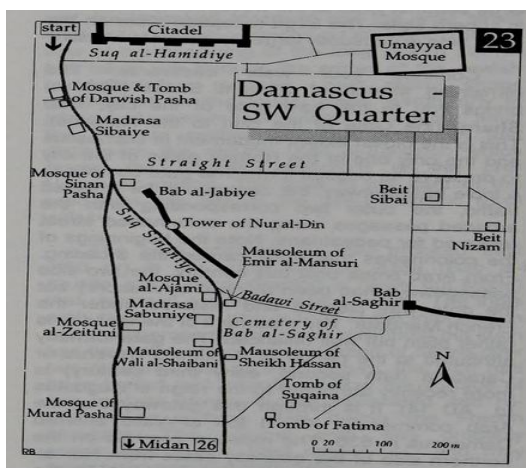 start
Citadel
23
Suq al-Hamidiye
Umayyad
Mosque
Mosque & Tomb
of Darwish Pasha
Damascus
SW Quarter
Madrasa
Sibaiye
Straight Street
Mosque of
Sinan
Pasha
Bab al-Jabiye
Beit
Sibai
Suq Sinaniye
Tower of Nur al-Din
Beit
Nizam
Mausoleum of
Emir al-Mansuri
Mosque
al-Ajami
Bab
al-Saghir
Badawi Street
Madrasa
Sabuniye
Mosque
al-Zeituni
Cemetery of
Bab al-Saghir
Mausoleum of
Wali al-Shaibani
Mausoleum of
Sheikh Hassan
N
Tomb of
Suqaina
Mosque of
Murad Pasha
Tomb of Fatima
Midan 26
0 20 100 200 m
RB